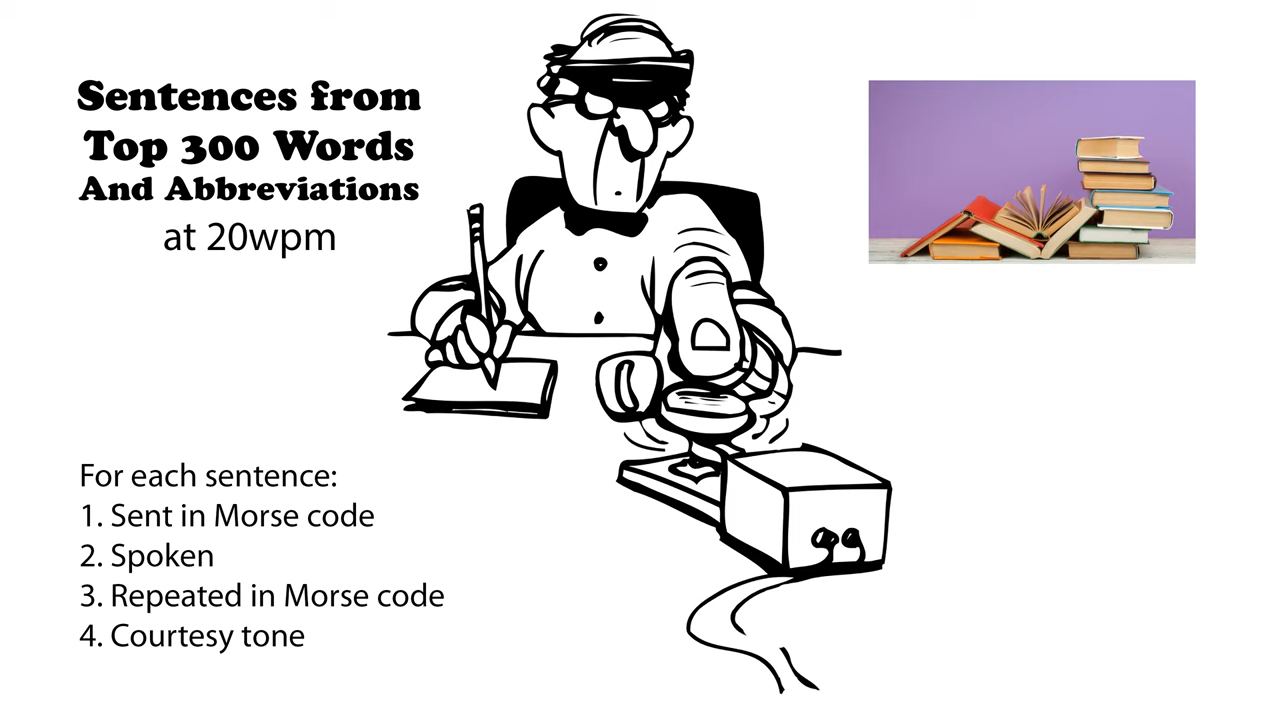 Sentences from
Top 300 Words
And Abbreviations
at 20wpm
For each sentence:
1. Sent in Morse code
2. Spoken
3. Repeated in Morse code
4. Courtesy tone